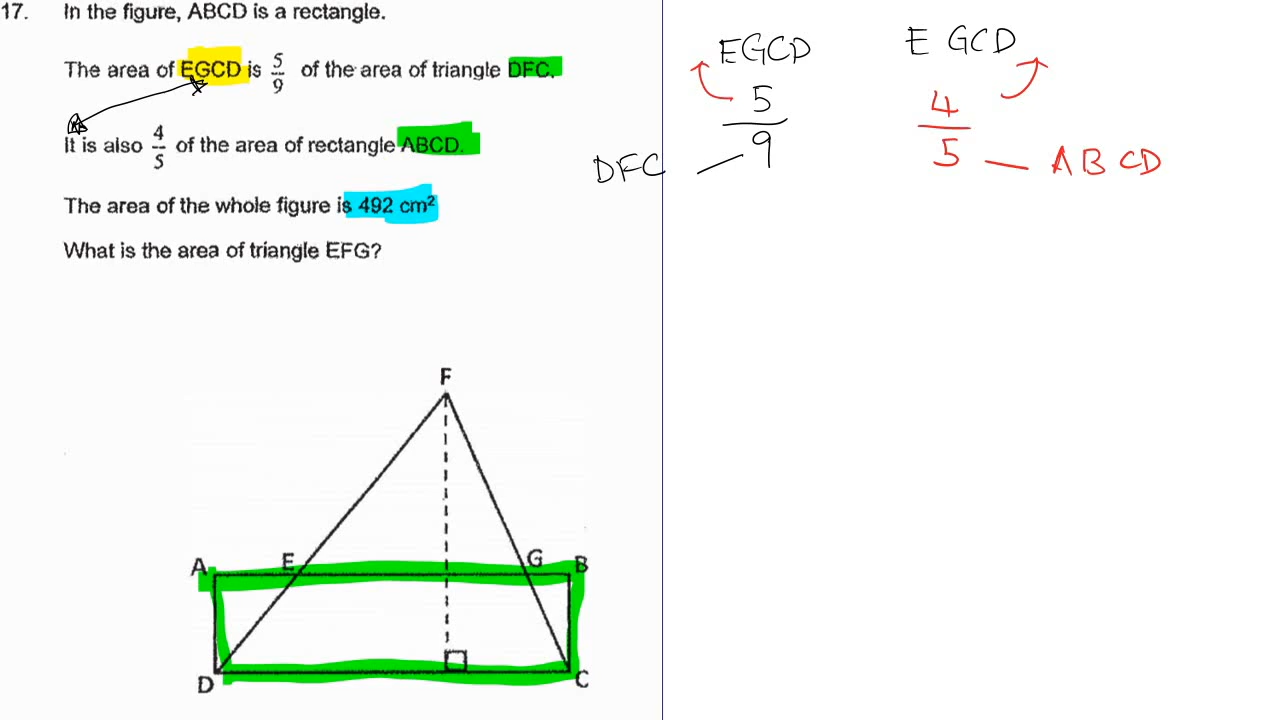 17. In the figure, ABCD is a rectangle.
The area of EGCD is 5/9 of the area of triangle DFC.
It is also 4/5 of the area of rectangle ABCD.
The area of the whole figure is 492 cm²
What is the area of triangle EFG?
F
A E G B
D C
EGCD
5
9
DFC
E GCD
4
5 ABCD